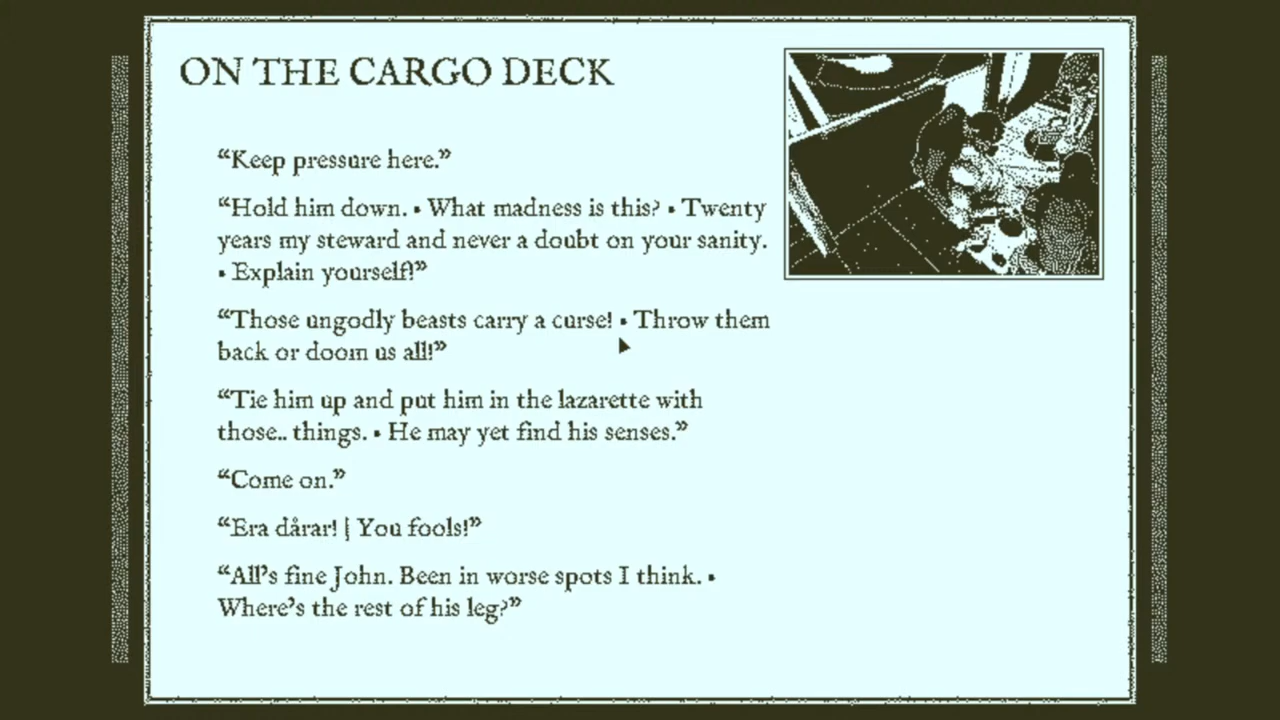 ON THE CARGO DECK
“Keep pressure here.”
“Hold him down. • What madness is this? • Twenty
years my steward and never a doubt on your sanity.
• Explain yourself!”
“Those ungodly beasts carry a curse! • Throw them
back or doom us all!”
“Tie him up and put him in the lazarette with
those.. things. • He may yet find his senses.”
“Come on.”
“Era dårar! | You fools!”
“All’s fine John. Been in worse spots I think. •
Where’s the rest of his leg?”